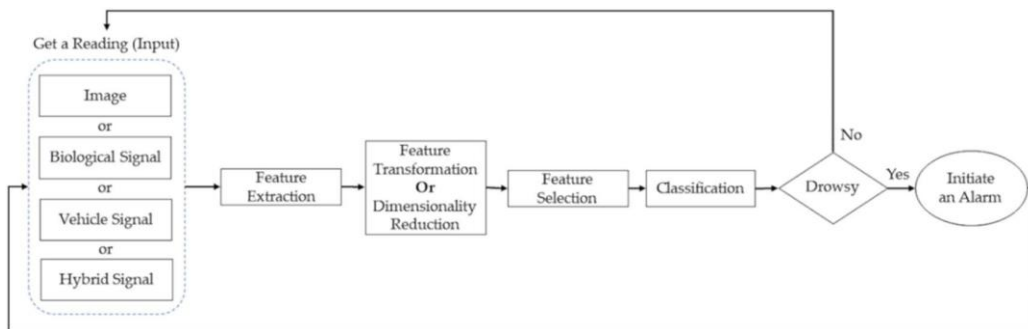 Get a Reading (Input)
Image
or
Biological Signal
or
Vehicle Signal
or
Hybrid Signal
Feature
Extraction
Feature
Transformation
Or
Dimensionality
Reduction
Feature
Selection
Classification
Drowsy
No
Yes
Initiate
an Alarm